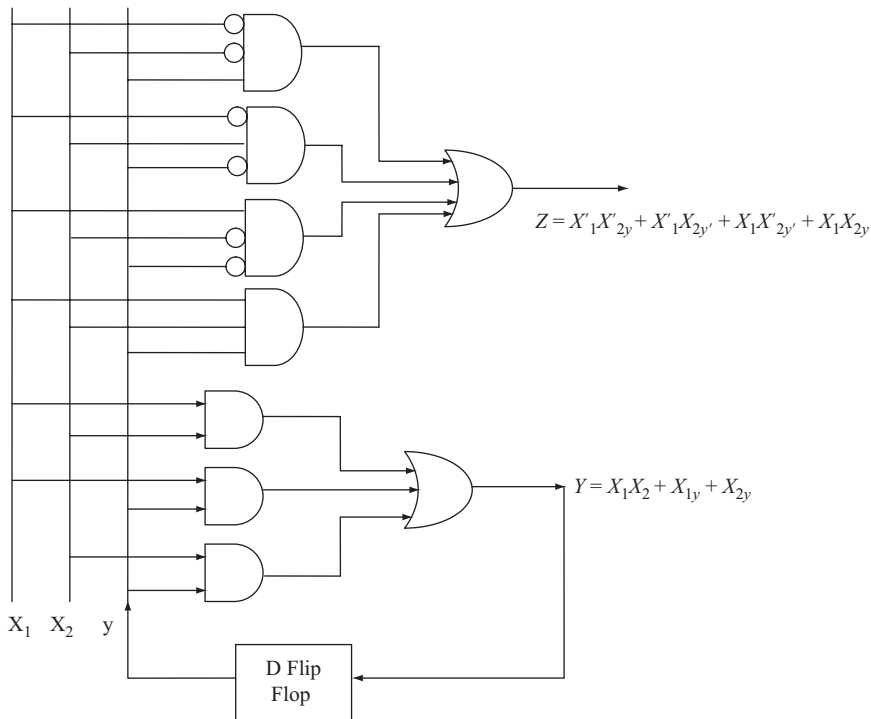 Z = X'₁X'₂y + X'₁X₂y' + X₁X'₂y' + X₁X₂y
Y = X₁X₂ + X₁y + X₂y
X₁ X₂ y
D Flip
Flop